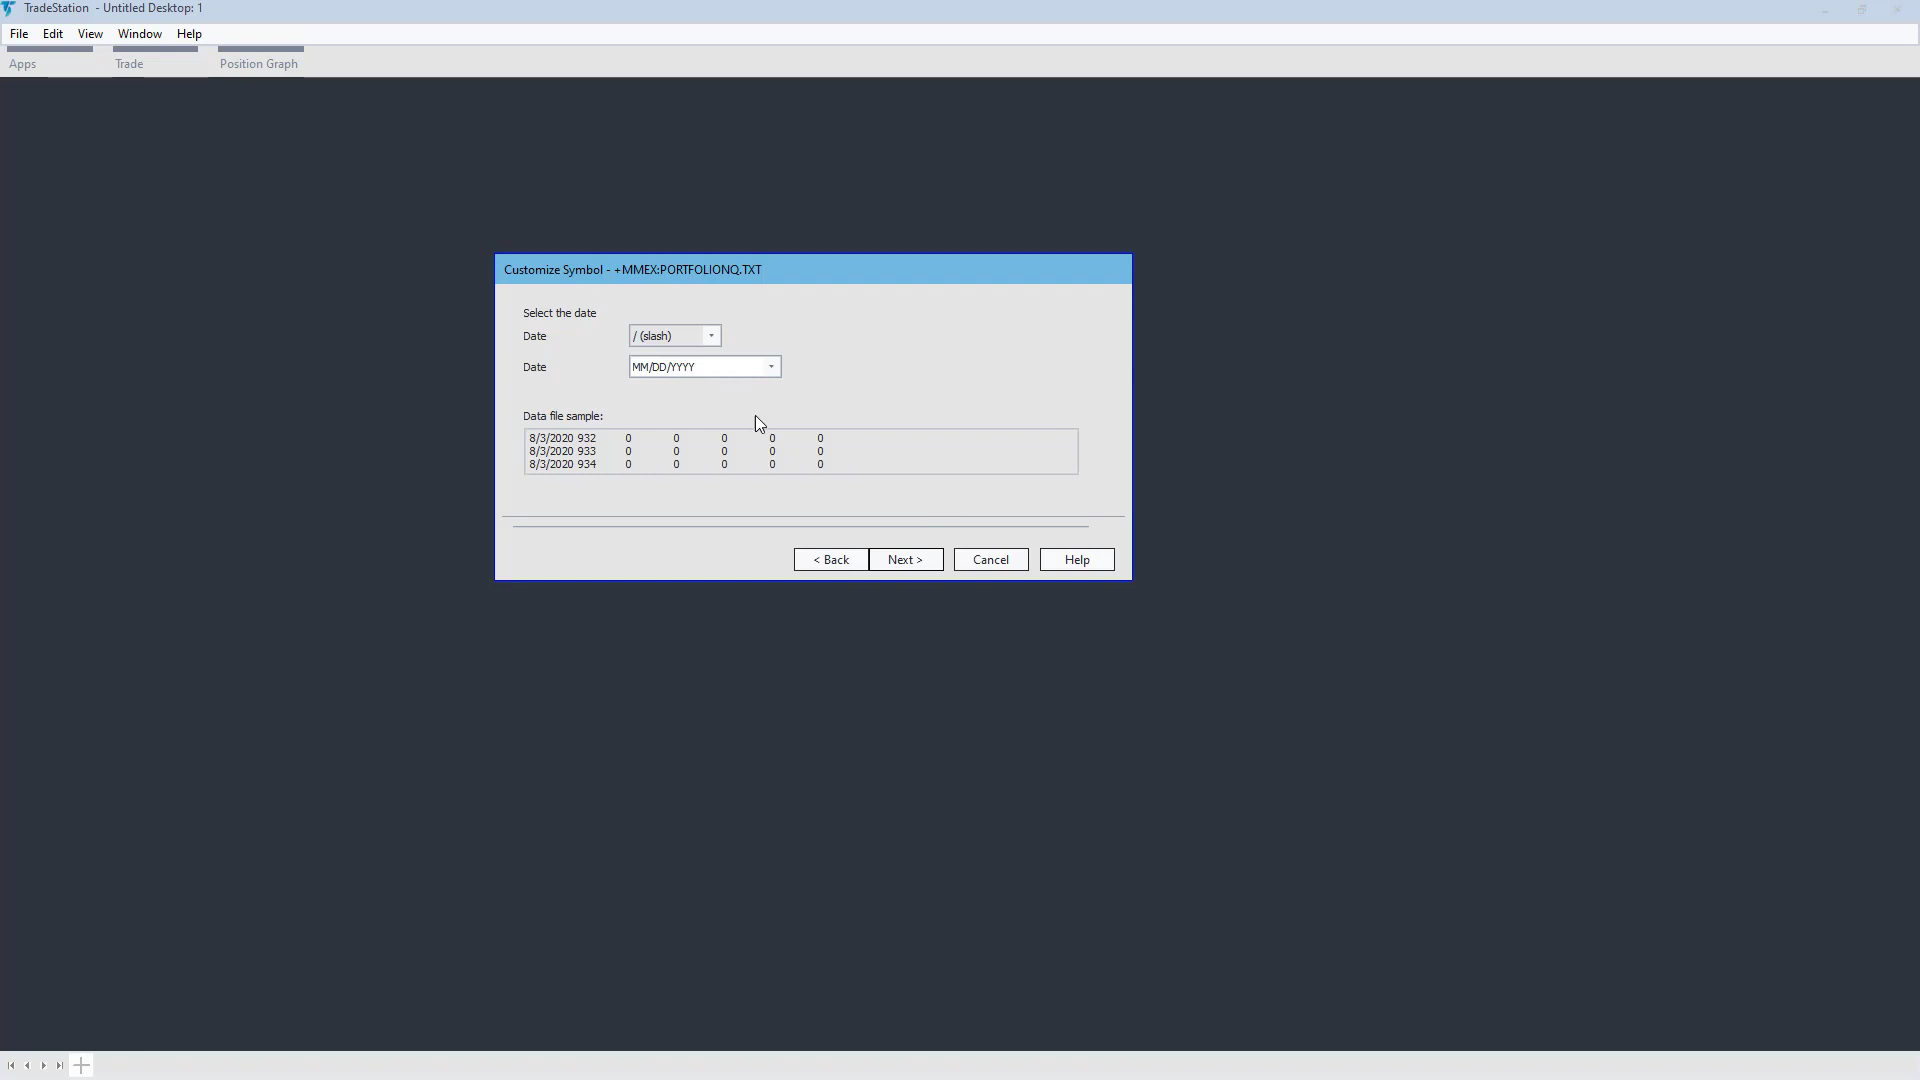 TradeStation - Untitled Desktop: 1
File Edit View Window Help
Apps Trade Position Graph
Customize Symbol - +MMEX:PORTFOLIONQ.TXT
Select the date
Date / (slash)
Date MM/DD/YYYY
Data file sample:
8/3/2020 932 0 0 0 0 0
8/3/2020 933 0 0 0 0 0
8/3/2020 934 0 0 0 0 0
< Back Next > Cancel Help